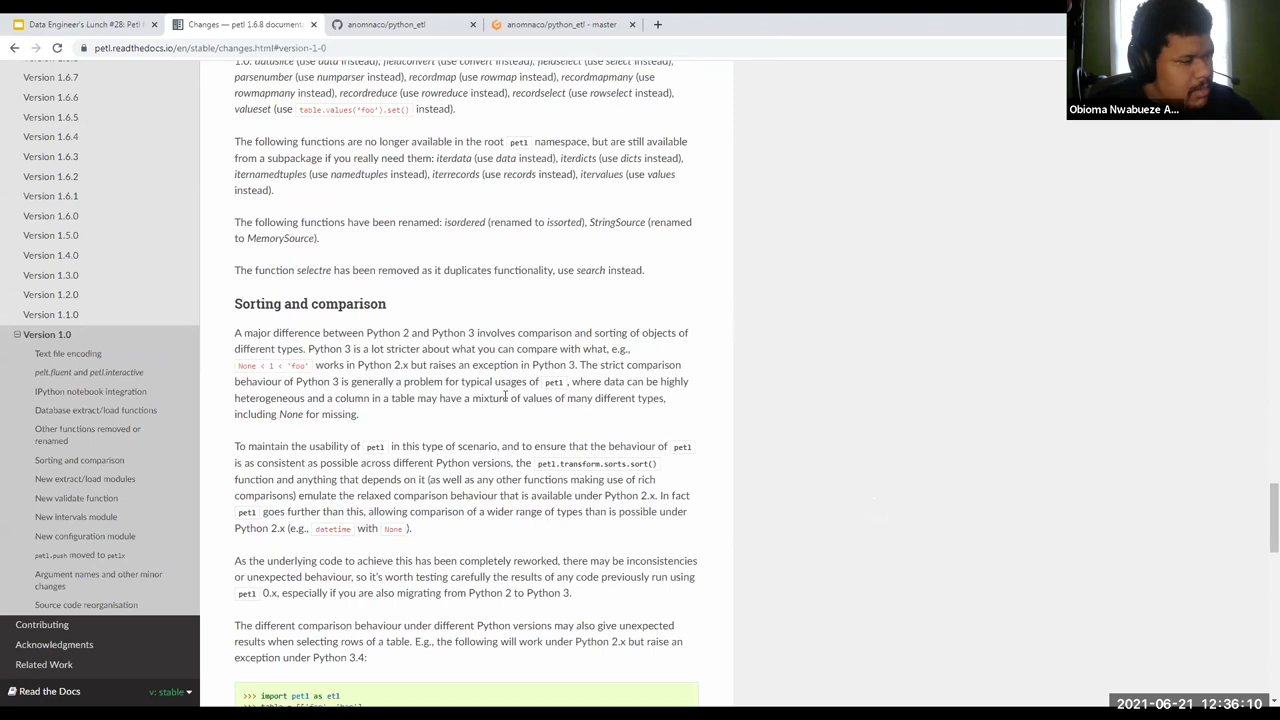 Data Engineer's Lunch #28: Petl f
Changes — petl 1.6.8 documenta
anomnaco/python_etl
anomnaco/python_etl - master
petl.readthedocs.io/en/stable/changes.html#version-1-0
Obioma Nwabueze A...
Version 1.6.7
Version 1.6.6
Version 1.6.5
Version 1.6.4
Version 1.6.3
Version 1.6.2
Version 1.6.1
Version 1.6.0
Version 1.5.0
Version 1.4.0
Version 1.3.0
Version 1.2.0
Version 1.1.0
Version 1.0
Text file encoding
pelt.fluent and petl.interactive
IPython notebook integration
Database extract/load functions
Other functions removed or
renamed
Sorting and comparison
New extract/load modules
New validate function
New intervals module
New configuration module
petl.push moved to petlx
Argument names and other minor
changes
Source code reorganisation
Contributing
Acknowledgments
Related Work
Read the Docs
v: stable
1.0: dataslice (use data instead), fieldconvert (use convert instead), fieldselect (use select instead),
parsenumber (use numparser instead), recordmap (use rowmap instead), recordmapmany (use
rowmapmany instead), recordreduce (use rowreduce instead), recordselect (use rowselect instead),
valueset (use table.values('foo').set() instead).
The following functions are no longer available in the root petl namespace, but are still available
from a subpackage if you really need them: iterdata (use data instead), iterdicts (use dicts instead),
iternamedtuples (use namedtuples instead), iterrecords (use records instead), itervalues (use values
instead).
The following functions have been renamed: isordered (renamed to issorted), StringSource (renamed
to MemorySource).
The function selectre has been removed as it duplicates functionality, use search instead.
Sorting and comparison
A major difference between Python 2 and Python 3 involves comparison and sorting of objects of
different types. Python 3 is a lot stricter about what you can compare with what, e.g.,
None < 1 < 'foo' works in Python 2.x but raises an exception in Python 3. The strict comparison
behaviour of Python 3 is generally a problem for typical usages of petl , where data can be highly
heterogeneous and a column in a table may have a mixture of values of many different types,
including None for missing.
To maintain the usability of petl in this type of scenario, and to ensure that the behaviour of petl
is as consistent as possible across different Python versions, the petl.transform.sorts.sort()
function and anything that depends on it (as well as any other functions making use of rich
comparisons) emulate the relaxed comparison behaviour that is available under Python 2.x. In fact
petl goes further than this, allowing comparison of a wider range of types than is possible under
Python 2.x (e.g., datetime with None ).
As the underlying code to achieve this has been completely reworked, there may be inconsistencies
or unexpected behaviour, so it's worth testing carefully the results of any code previously run using
petl 0.x, especially if you are also migrating from Python 2 to Python 3.
The different comparison behaviour under different Python versions may also give unexpected
results when selecting rows of a table. E.g., the following will work under Python 2.x but raise an
exception under Python 3.4:
>>> import petl as etl
2021-06-21 12:36:10